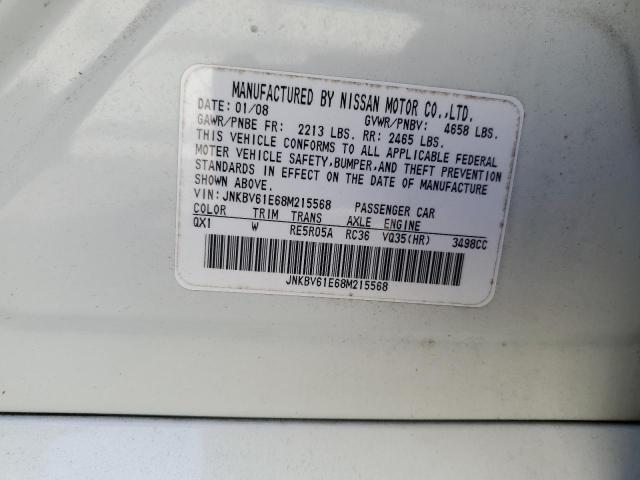 MANUFACTURED BY NISSAN MOTOR CO.,LTD.
DATE: 01/08 GVWR/PNBV: 4658 LBS.
GAWR/PNBE FR: 2213 LBS. RR: 2465 LBS.
THIS VEHICLE CONFORMS TO ALL APPLICABLE FEDERAL
MOTER VEHICLE SAFETY,BUMPER,AND THEFT PREVENTION
STANDARDS IN EFFECT ON THE DATE OF MANUFACTURE
SHOWN ABOVE.
VIN: JNKBV61E68M215568 PASSENGER CAR
COLOR TRIM TRANS AXLE ENGINE
QX1 W RE5R05A RC36 VQ35(HR) 3498CC
JNKBV61E68M215568